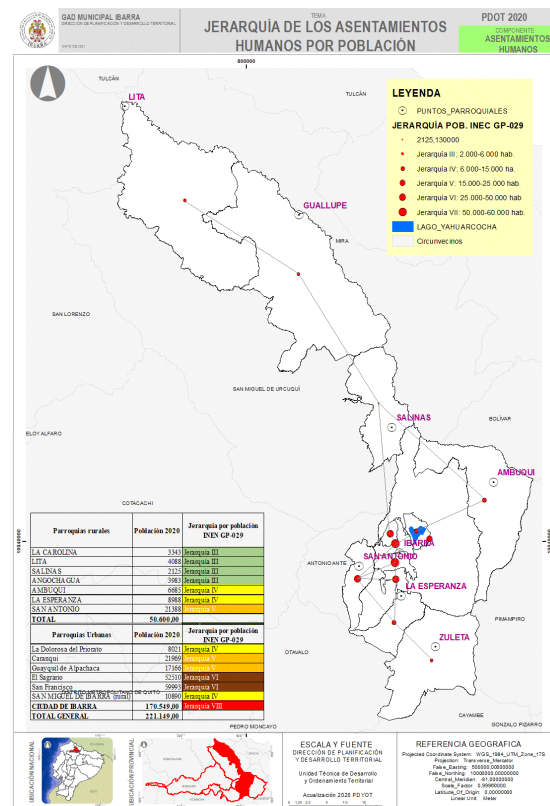 GAD MUNICIPAL IBARRA
DIRECCION DE PLANIFICACION Y DESARROLLO TERRITORIAL
MAYO DE 2021
TEMA
JERARQUÍA DE LOS ASENTAMIENTOS
HUMANOS POR POBLACIÓN
PDOT 2020
COMPONENTE
ASENTAMIENTOS
HUMANOS
800000
TULCÁN
TULCÁN
LITA
LEYENDA
PUNTOS_PARROQUIALES
JERARQUÍA POB. INEC GP-029
2125,130000
Jerarquía III; 2.000-6.000 hab.
Jerarquía IV; 6.000-15.000 ha.
Jerarquía V: 15.000-25.000 hab.
Jerarquía VI: 25.000-50.000 hab
Jerarquía VII: 50.000-60.000 hab.
LAGO_YAHUARCOCHA
Circunvecinos
GUALLUPE
MIRA
SAN LORENZO
SAN MIGUEL DE URCUQUÍ
SALINAS
BOLÍVAR
ELOY ALFARO
AMBUQUI
COTACACHI
IBARRA
SAN ANTONIO
ANTONIO ANTE
LA ESPERANZA
PIMAMPIRO
ZULETA
OTAVALO
CAYAMBE
GONZALO PIZARRO
PEDRO MONCAYO
Parroquias rurales Población 2020 Jerarquía por población INEN GP-029
LA CAROLINA 3343 Jerarquía III
LITA 4088 Jerarquía III
SALINAS 2125 Jerarquía III
ANGOCHAGUA 3983 Jerarquía III
AMBUQUI 6685 Jerarquía IV
LA ESPERANZA 8988 Jerarquía IV
SAN ANTONIO 21388 Jerarquía V
TOTAL 50.600,00
Parroquias Urbanas Población 2020 Jerarquía por población INEN GP-029
La Dolorosa del Priorato 8021 Jerarquía IV
Caranqui 21969 Jerarquía V
Guayquil de Alpachaca 17166 Jerarquía V
El Sagrario 52510 Jerarquía VI
San Francisco 59993 Jerarquía VI
SAN MIGUEL DE IBARRA (rural) 10890 Jerarquía IV
CIUDAD DE IBARRA 170.549,00 Jerarquía VIII
TOTAL GENERAL 221.149,00
UBICACIÓN NACIONAL
UBICACIÓN PROVINCIAL
ESCALA Y FUENTE
DIRECCIÓN DE PLANIFICACIÓN
Y DESARROLLO TERRITORIAL
Unidad Técnica de Desarrollo
y Ordenamiento Territorial
Actualización 2020 PDYOT
REFERENCIA GEOGRAFICA
Projected Coordinate System: WGS_1984_UTM_Zone_17S
Projection: Transverse_Mercator
False_Easting: 500000,00000000
False_Northing: 10000000,00000000
Central_Meridian: -81,00000000
Scale_Factor: 0,99960000
Latitude_Of_Origin: 0,00000000
Linear Unit: Meter